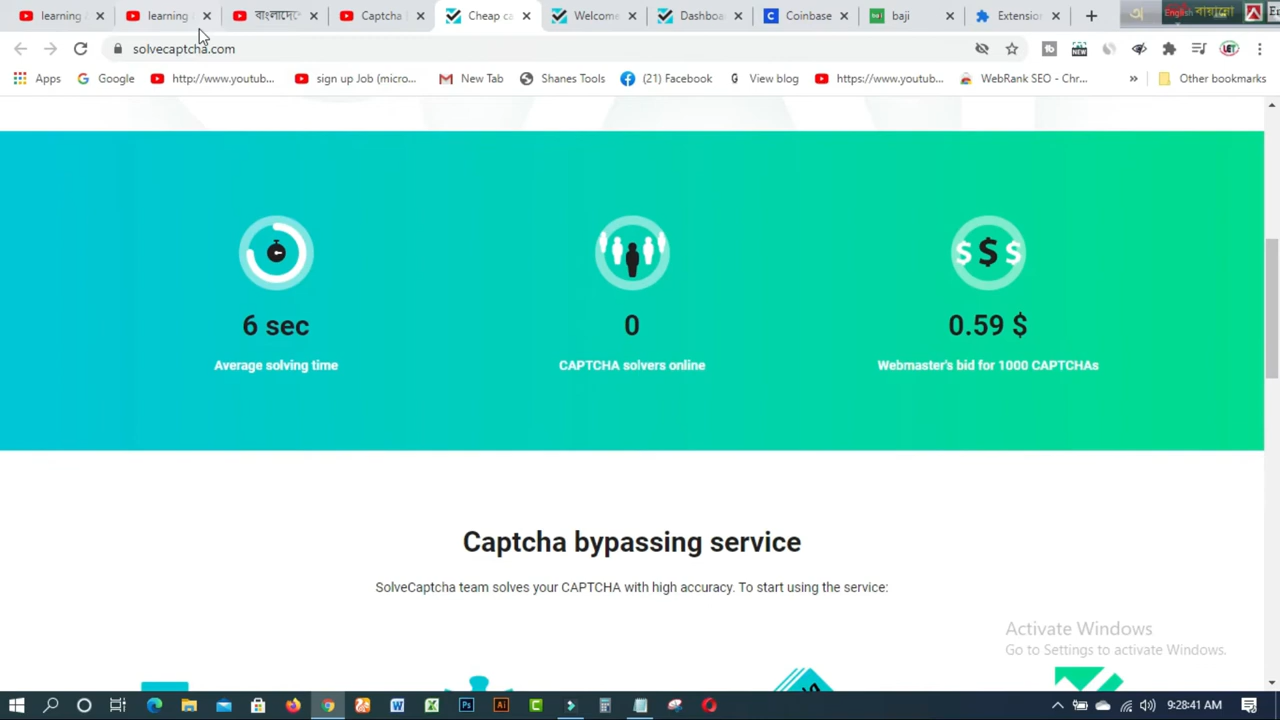 learning
learning
বাংলাদেশে
Captcha
Cheap ca
Welcome
Dashboa
Coinbase
baji
Extension
English
বায়ান্নো
solvecaptcha.com
Apps
Google
http://www.youtub...
sign up Job (micro...
New Tab
Shanes Tools
(21) Facebook
View blog
https://www.youtub...
WebRank SEO - Chr...
»
Other bookmarks
6 sec
0
0.59 $
Average solving time
CAPTCHA solvers online
Webmaster's bid for 1000 CAPTCHAs
Captcha bypassing service
SolveCaptcha team solves your CAPTCHA with high accuracy. To start using the service:
Activate Windows
Go to Settings to activate Windows.
9:28:41 AM